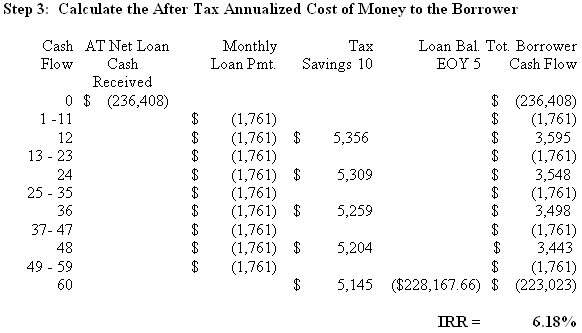 Step 3: Calculate the After Tax Annualized Cost of Money to the Borrower
Cash AT Net Loan Monthly Tax Loan Bal. Tot. Borrower
Flow Cash Loan Pmt. Savings 10 EOY 5 Cash Flow
Received
0 $ (236,408) $ (236,408)
1 -11 $ (1,761) $ (1,761)
12 $ (1,761) $ 5,356 $ 3,595
13 - 23 $ (1,761) $ (1,761)
24 $ (1,761) $ 5,309 $ 3,548
25 - 35 $ (1,761) $ (1,761)
36 $ (1,761) $ 5,259 $ 3,498
37- 47 $ (1,761) $ (1,761)
48 $ (1,761) $ 5,204 $ 3,443
49 - 59 $ (1,761) $ (1,761)
60 $ 5,145 ($228,167.66) $ (223,023)
IRR = 6.18%